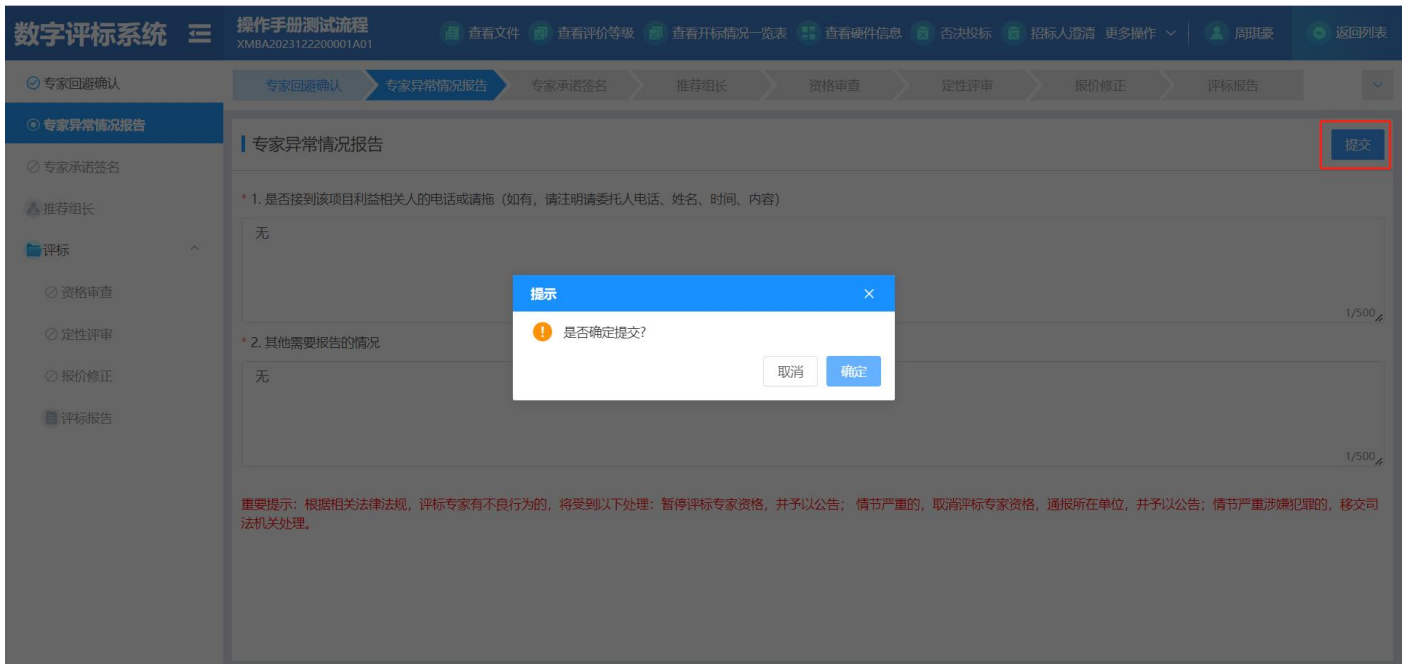 数字评标系统
操作手册测试流程
XMBA2023122200001A01
查看文件 查看评价等级 查看开标情况一览表 查看硬件信息 否决投标 招标人澄清 更多操作 周琪豪 返回列表
专家回避确认
专家回避确认 专家异常情况报告 专家承诺签名 推荐组长 资格审查 定性评审 报价修正 评标报告
专家异常情况报告
专家异常情况报告
提交
专家承诺签名
* 1. 是否接到该项目利益相关人的电话或请拖（如有，请注明请委托人电话、姓名、时间、内容）
推荐组长
无
评标
资格审查
提示
1/500
定性评审
是否确定提交?
* 2. 其他需要报告的情况
报价修正
无
取消 确定
评标报告
1/500
重要提示：根据相关法律法规，评标专家有不良行为的，将受到以下处理：暂停评标专家资格，并予以公告； 情节严重的，取消评标专家资格，通报所在单位，并予以公告；情节严重涉嫌犯罪的，移交司
法机关处理。